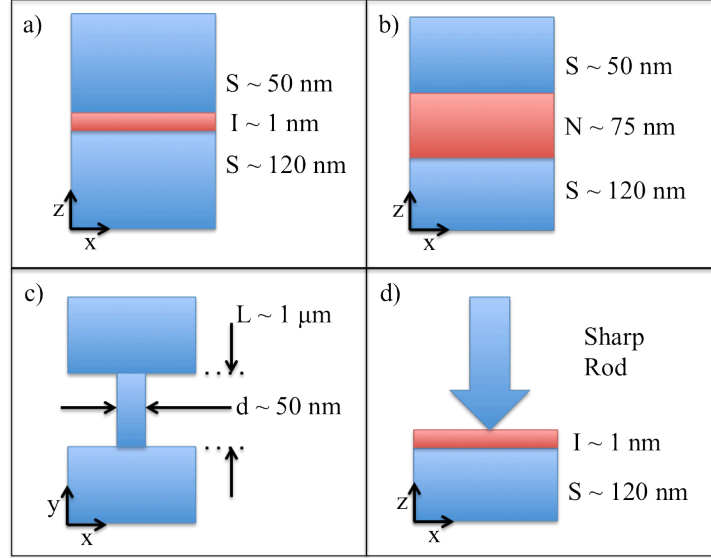 a)
S ~ 50 nm
I ~ 1 nm
S ~ 120 nm
z
x
b)
S ~ 50 nm
N ~ 75 nm
S ~ 120 nm
z
x
c)
L ~ 1 μm
d ~ 50 nm
y
x
d)
Sharp
Rod
I ~ 1 nm
S ~ 120 nm
z
x